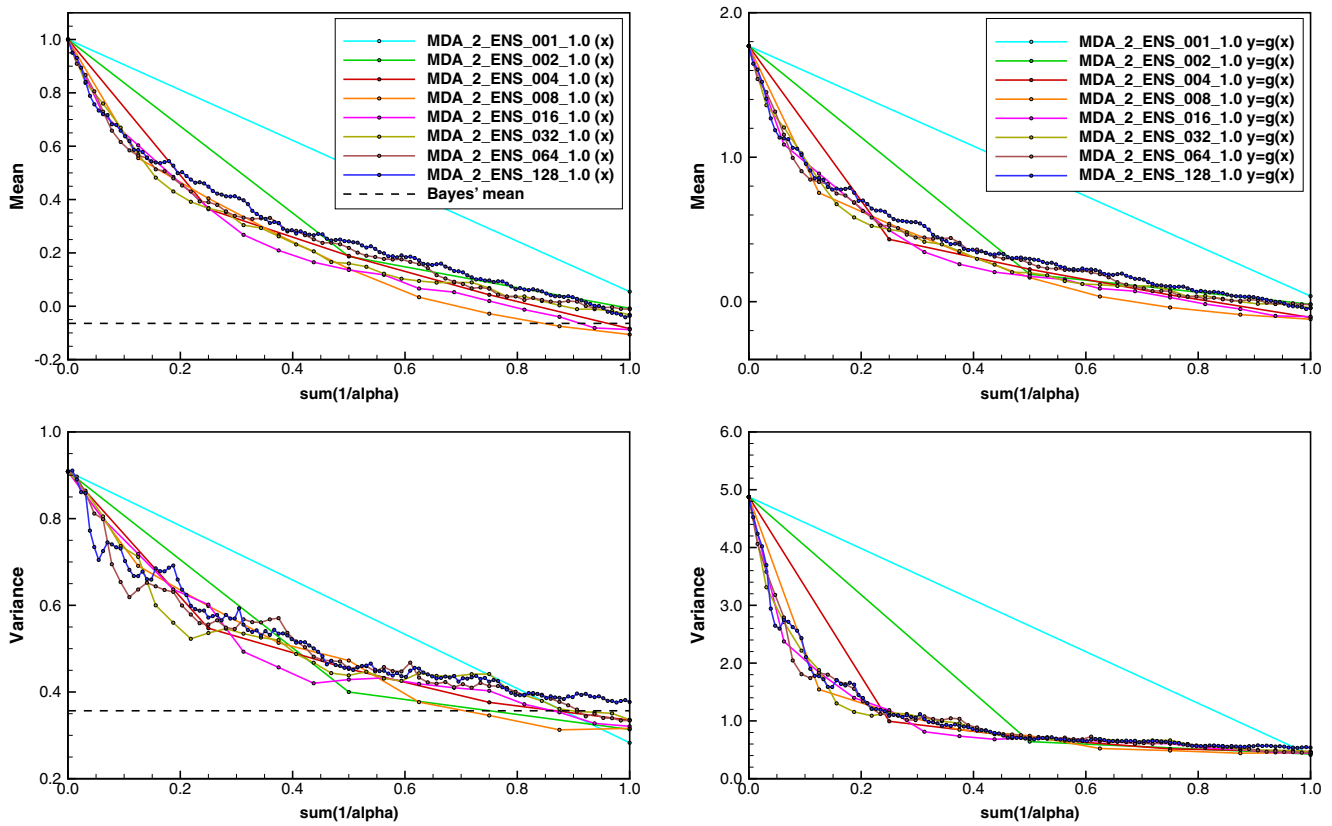 Mean
1.0
0.8
0.6
0.4
0.2
0.0
-0.2
0.0 0.2 0.4 0.6 0.8 1.0
sum(1/alpha)
MDA_2_ENS_001_1.0 (x)
MDA_2_ENS_002_1.0 (x)
MDA_2_ENS_004_1.0 (x)
MDA_2_ENS_008_1.0 (x)
MDA_2_ENS_016_1.0 (x)
MDA_2_ENS_032_1.0 (x)
MDA_2_ENS_064_1.0 (x)
MDA_2_ENS_128_1.0 (x)
Bayes' mean
Mean
2.0
1.0
0.0
0.0 0.2 0.4 0.6 0.8 1.0
sum(1/alpha)
MDA_2_ENS_001_1.0 y=g(x)
MDA_2_ENS_002_1.0 y=g(x)
MDA_2_ENS_004_1.0 y=g(x)
MDA_2_ENS_008_1.0 y=g(x)
MDA_2_ENS_016_1.0 y=g(x)
MDA_2_ENS_032_1.0 y=g(x)
MDA_2_ENS_064_1.0 y=g(x)
MDA_2_ENS_128_1.0 y=g(x)
Variance
1.0
0.8
0.6
0.4
0.2
0.0 0.2 0.4 0.6 0.8 1.0
sum(1/alpha)
Variance
6.0
5.0
4.0
3.0
2.0
1.0
0.0
0.0 0.2 0.4 0.6 0.8 1.0
sum(1/alpha)